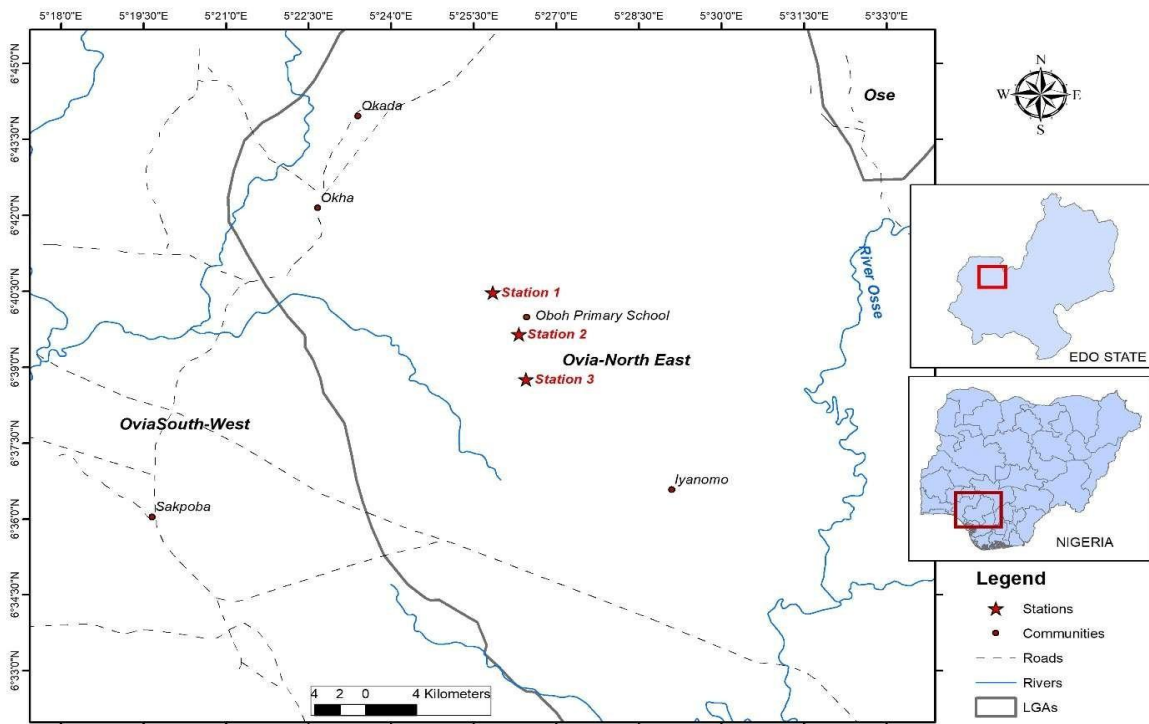 5°18'0"E 5°19'30"E 5°21'0"E 5°22'30"E 5°24'0"E 5°25'30"E 5°27'0"E 5°28'30"E 5°30'0"E 5°31'30"E 5°33'0"E
6°45'0"N
6°43'30"N
6°42'0"N
6°40'30"N
6°39'0"N
6°37'30"N
6°36'0"N
6°34'30"N
6°33'0"N
Okada
Ose
Okha
River Osse
Station 1
Oboh Primary School
Station 2
Ovia-North East
Station 3
OviaSouth-West
Iyanomo
Sakpoba
4 2 0 4 Kilometers
N
W E
S
EDO STATE
NIGERIA
Legend
Stations
Communities
Roads
Rivers
LGAs